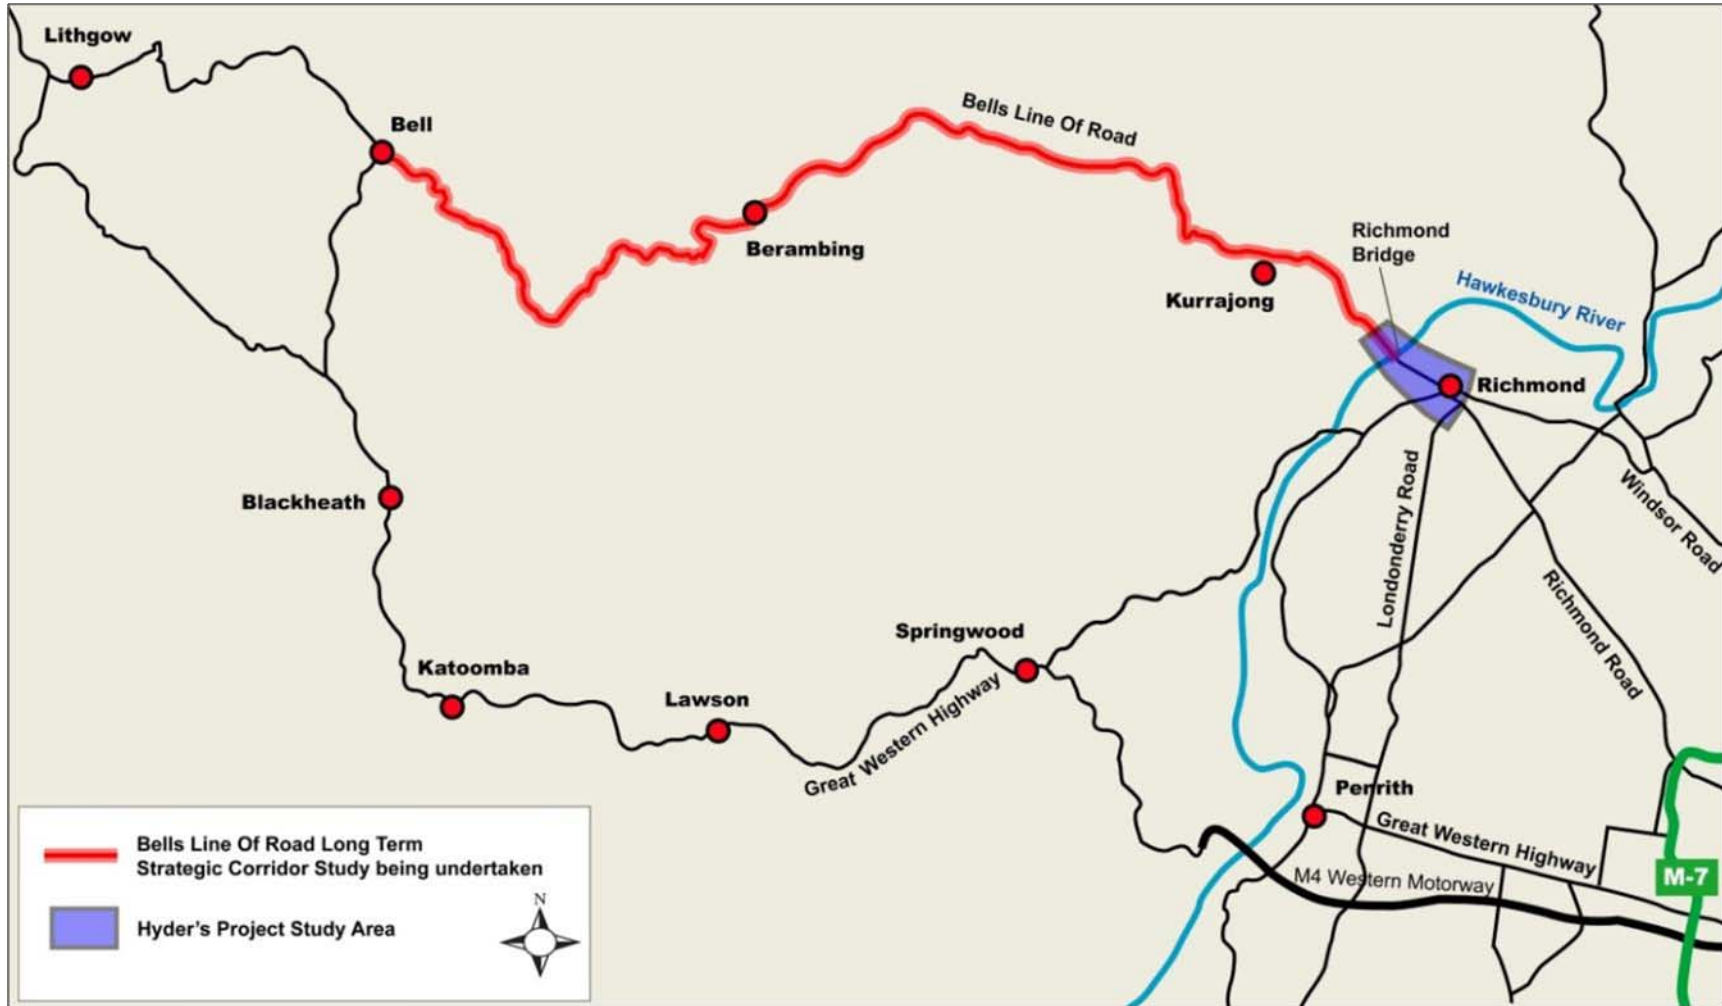 Lithgow
Bell
Bells Line Of Road
Berambing
Richmond
Bridge
Kurrajong
Hawkesbury River
Richmond
Blackheath
Londonderry Road
Windsor Road
Richmond Road
Springwood
Katoomba
Lawson
Great Western Highway
Penrith
Great Western Highway
M4 Western Motorway
M-7
Bells Line Of Road Long Term
Strategic Corridor Study being undertaken
Hyder's Project Study Area
N